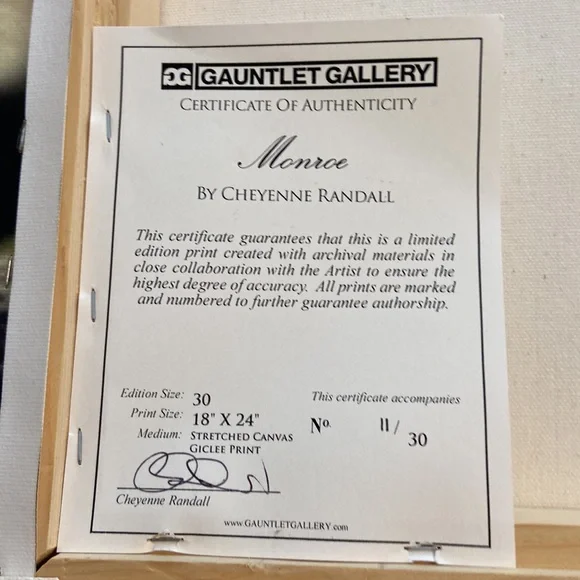 GG GAUNTLET GALLERY
CERTIFICATE OF AUTHENTICITY
Monroe
BY CHEYENNE RANDALL
This certificate guarantees that this is a limited
edition print created with archival materials in
close collaboration with the Artist to ensure the
highest degree of accuracy. All prints are marked
and numbered to further guarantee authorship.
Edition Size: 30
Print Size: 18" X 24"
Medium: STRETCHED CANVAS
GICLEE PRINT
This certificate accompanies
No. 11/
30
Cheyenne Randall
www.GAUNTLETGALLERY.com